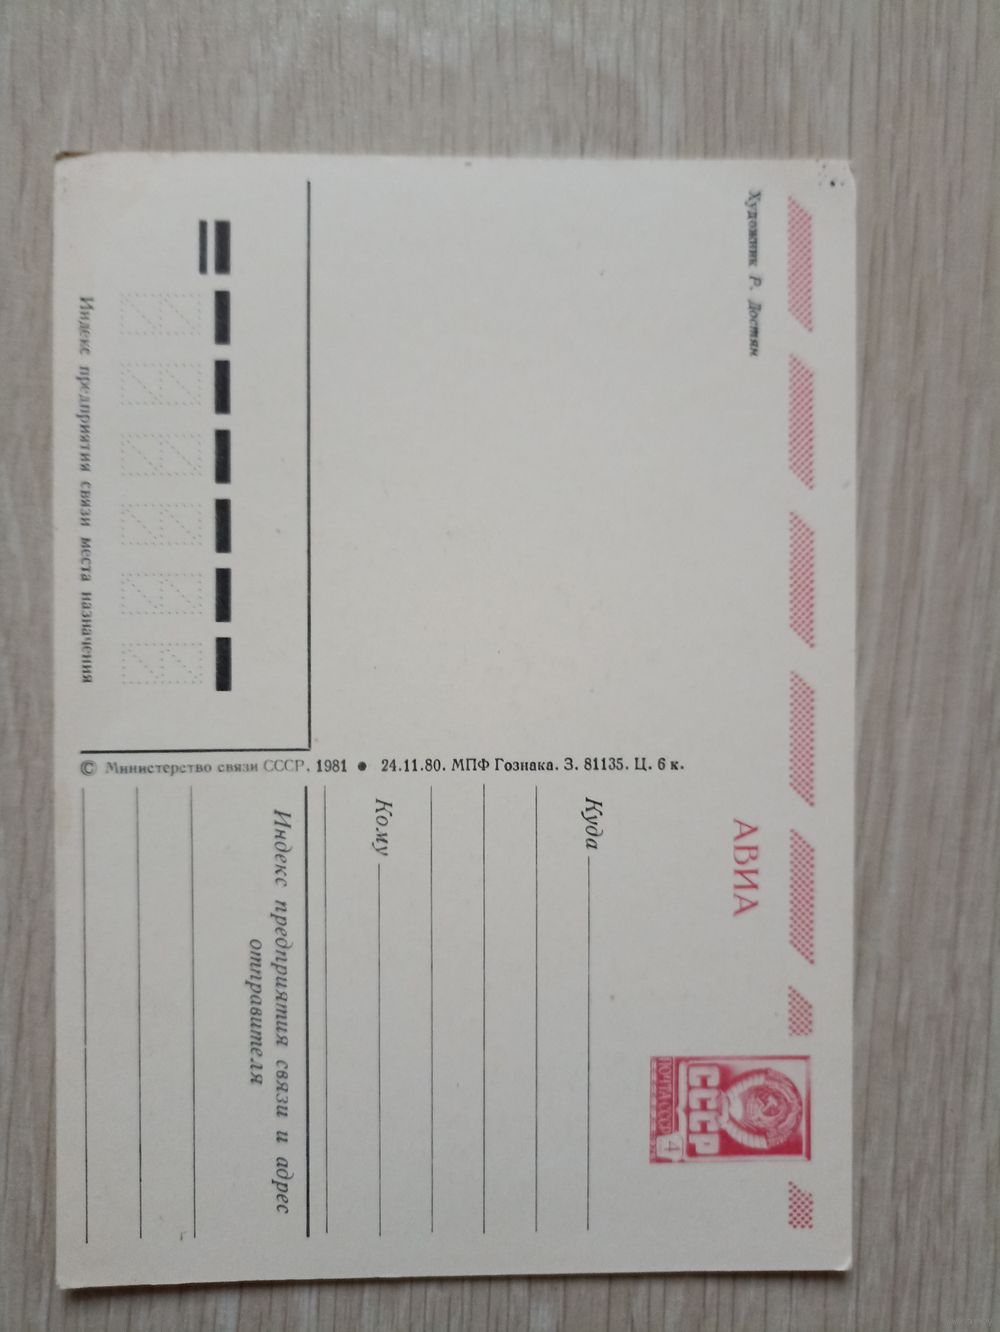 Художник Р. Достян
АВИА
СССР
ПОЧТА СССР 4
Куда
Кому
© Министерство связи СССР, 1981 ● 24.11.80. МПФ Гознака. З. 81135. Ц. 6 к.
Индекс предприятия связи и адрес
отправителя
Индекс предприятия связи места назначения